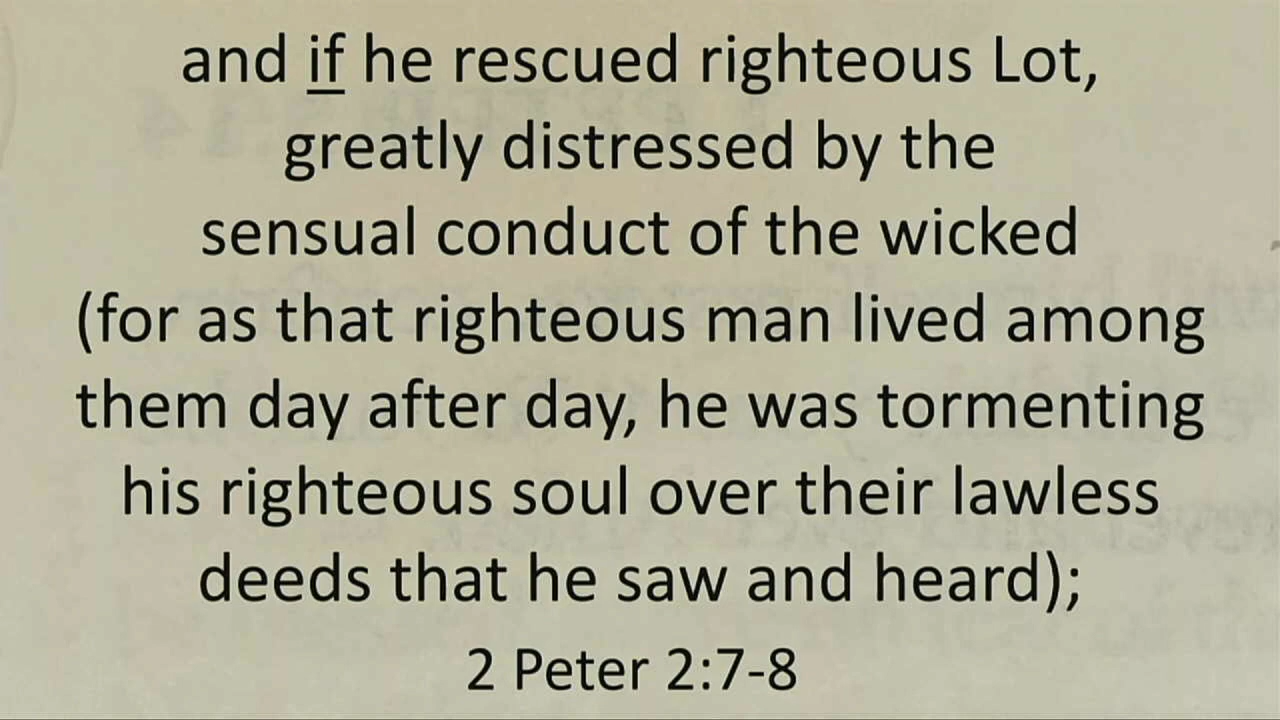 and if he rescued righteous Lot,
greatly distressed by the
sensual conduct of the wicked
(for as that righteous man lived among
them day after day, he was tormenting
his righteous soul over their lawless
deeds that he saw and heard);
2 Peter 2:7-8